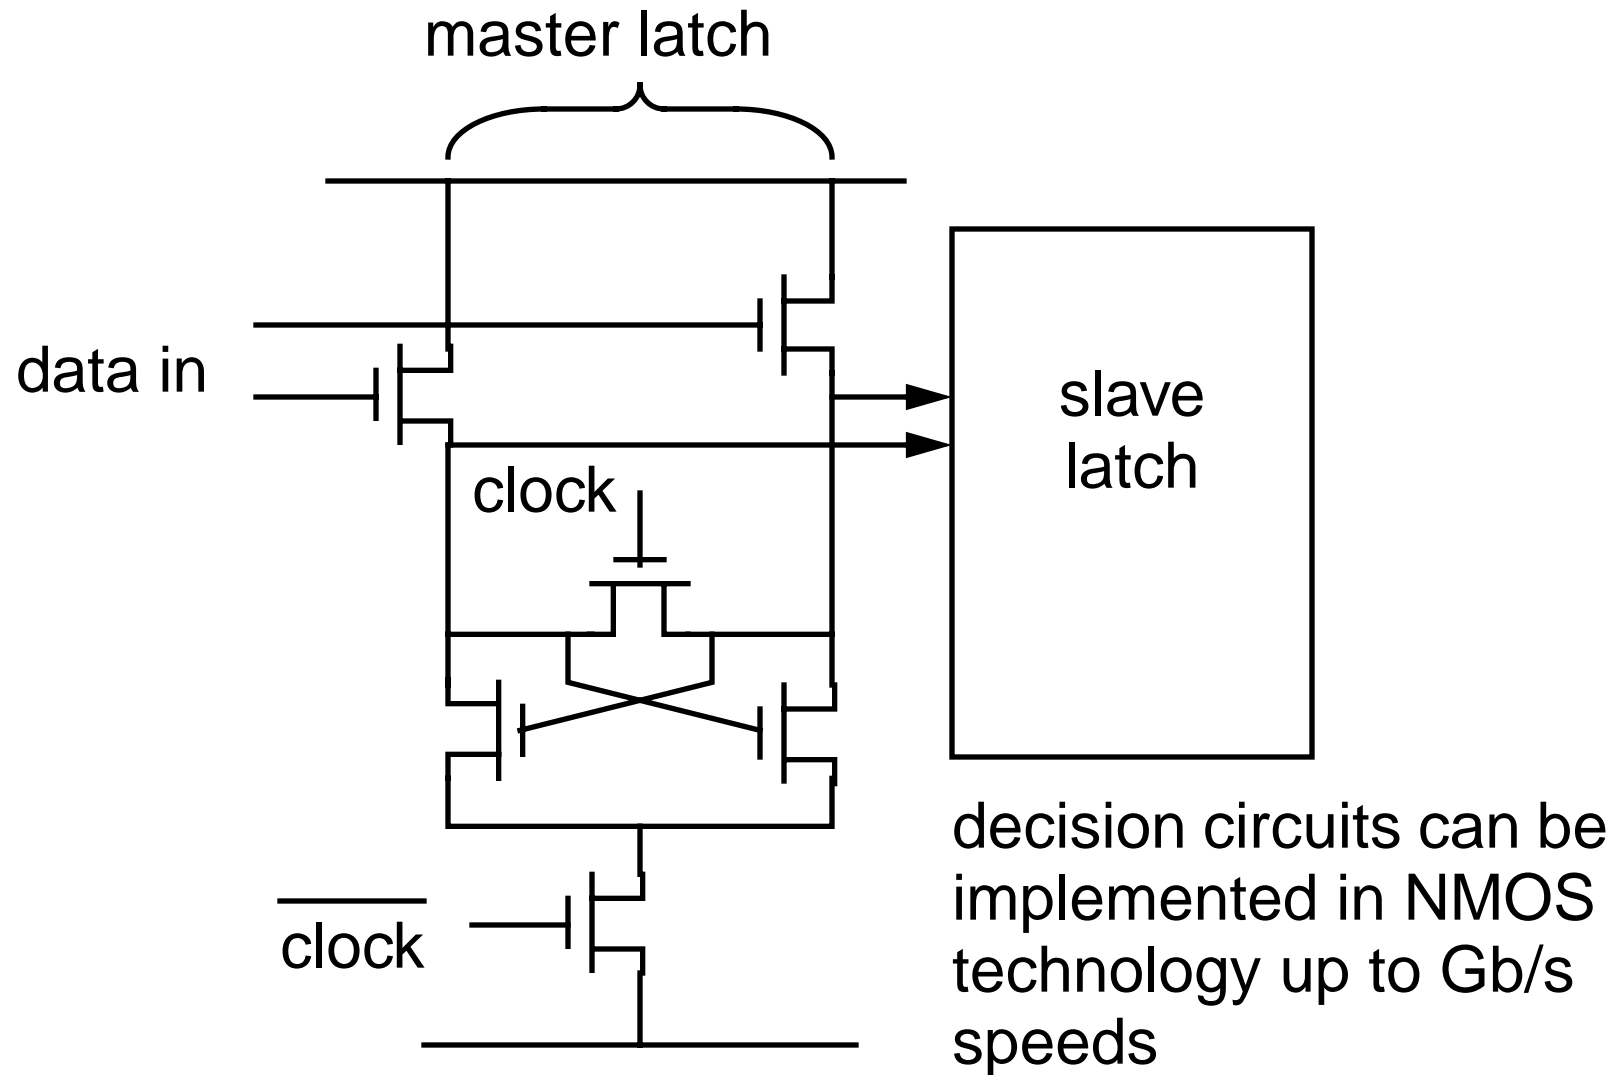 master latch
data in
slave
latch
clock
clock
decision circuits can be
implemented in NMOS
technology up to Gb/s
speeds